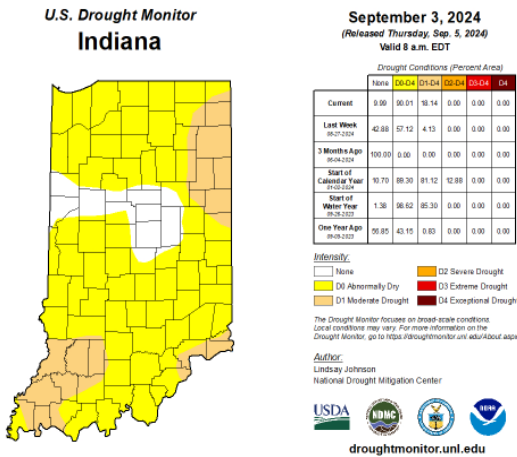 U.S. Drought Monitor
Indiana
September 3, 2024
(Released Thursday, Sep. 5, 2024)
Valid 8 a.m. EDT
Drought Conditions (Percent Area)
None D0-D4 D1-D4 D2-D4 D3-D4 D4
Current 9.99 90.01 18.14 0.00 0.00 0.00
Last Week 42.88 57.12 4.13 0.00 0.00 0.00
08-27-2024
3 Months Ago 100.00 0.00 0.00 0.00 0.00 0.00
06-04-2024
Start of
Calendar Year 10.70 89.30 81.12 12.88 0.00 0.00
01-02-2024
Start of
Water Year 1.38 98.62 85.30 0.00 0.00 0.00
09-26-2023
One Year Ago 56.85 43.15 0.83 0.00 0.00 0.00
09-05-2023
Intensity:
None
D0 Abnormally Dry
D1 Moderate Drought
D2 Severe Drought
D3 Extreme Drought
D4 Exceptional Drough
The Drought Monitor focuses on broad-scale conditions.
Local conditions may vary. For more information on the
Drought Monitor, go to https://droughtmonitor.unl.edu/About.asp
Author:
Lindsay Johnson
National Drought Mitigation Center
USDA
NDMC
NOAA
droughtmonitor.unl.edu